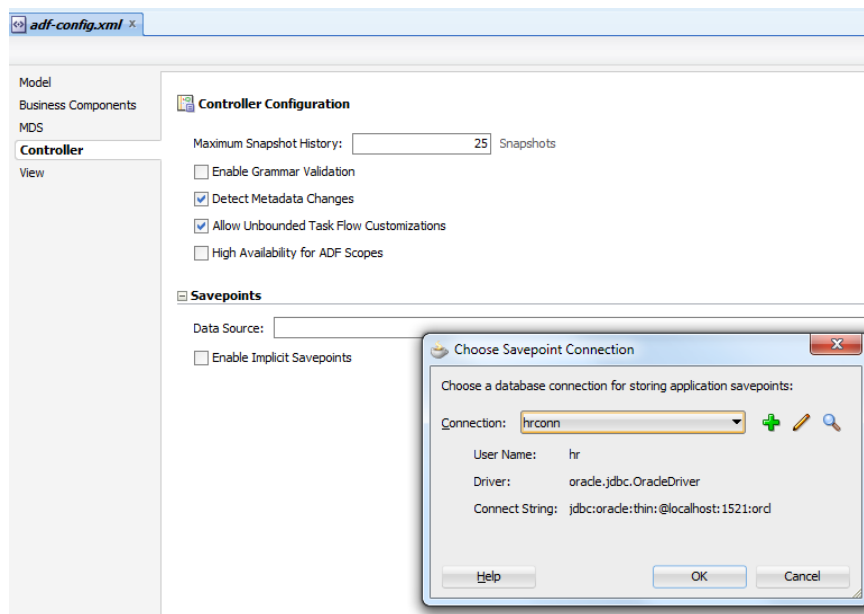 adf-config.xml x
Model
Business Components
MDS
Controller
View
Controller Configuration
Maximum Snapshot History: 25 Snapshots
Enable Grammar Validation
Detect Metadata Changes
Allow Unbounded Task Flow Customizations
High Availability for ADF Scopes
Savepoints
Data Source:
Enable Implicit Savepoints
Choose Savepoint Connection
Choose a database connection for storing application savepoints:
Connection: hrconn
User Name: hr
Driver: oracle.jdbc.OracleDriver
Connect String: jdbc:oracle:thin:@localhost:1521:orcl
Help OK Cancel